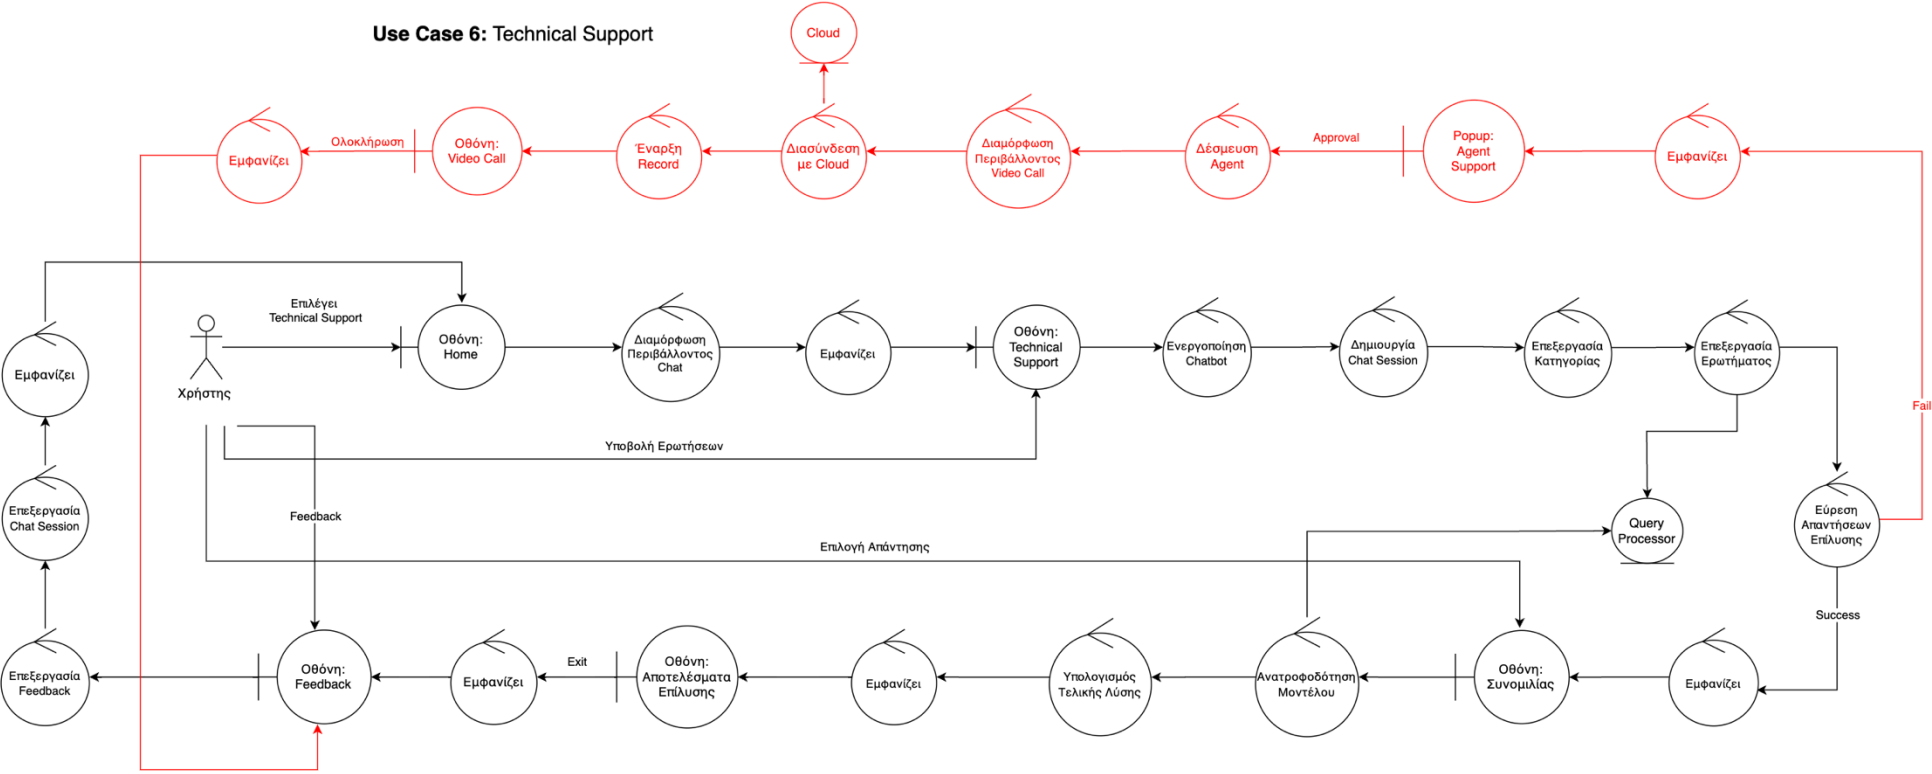 Use Case 6: Technical Support
Cloud
Εμφανίζει
Ολοκλήρωση
Οθόνη:
Video Call
Έναρξη
Record
Διασύνδεση
με Cloud
Διαμόρφωση
Περιβάλλοντος
Video Call
Δέσμευση
Agent
Approval
Popup:
Agent
Support
Εμφανίζει
Εμφανίζει
Χρήστης
Επιλέγει
Technical Support
Οθόνη:
Home
Διαμόρφωση
Περιβάλλοντος
Chat
Εμφανίζει
Οθόνη:
Technical
Support
Ενεργοποίηση
Chatbot
Δημιουργία
Chat Session
Επεξεργασία
Κατηγορίας
Επεξεργασία
Ερωτήματος
Fail
Υποβολή Ερωτήσεων
Επεξεργασία
Chat Session
Feedback
Επιλογή Απάντησης
Query
Processor
Εύρεση
Απαντήσεων
Επίλυσης
Success
Επεξεργασία
Feedback
Οθόνη:
Feedback
Εμφανίζει
Exit
Οθόνη:
Αποτελέσματα
Επίλυσης
Εμφανίζει
Υπολογισμός
Τελικής Λύσης
Ανατροφοδότηση
Μοντέλου
Οθόνη:
Συνομιλίας
Εμφανίζει